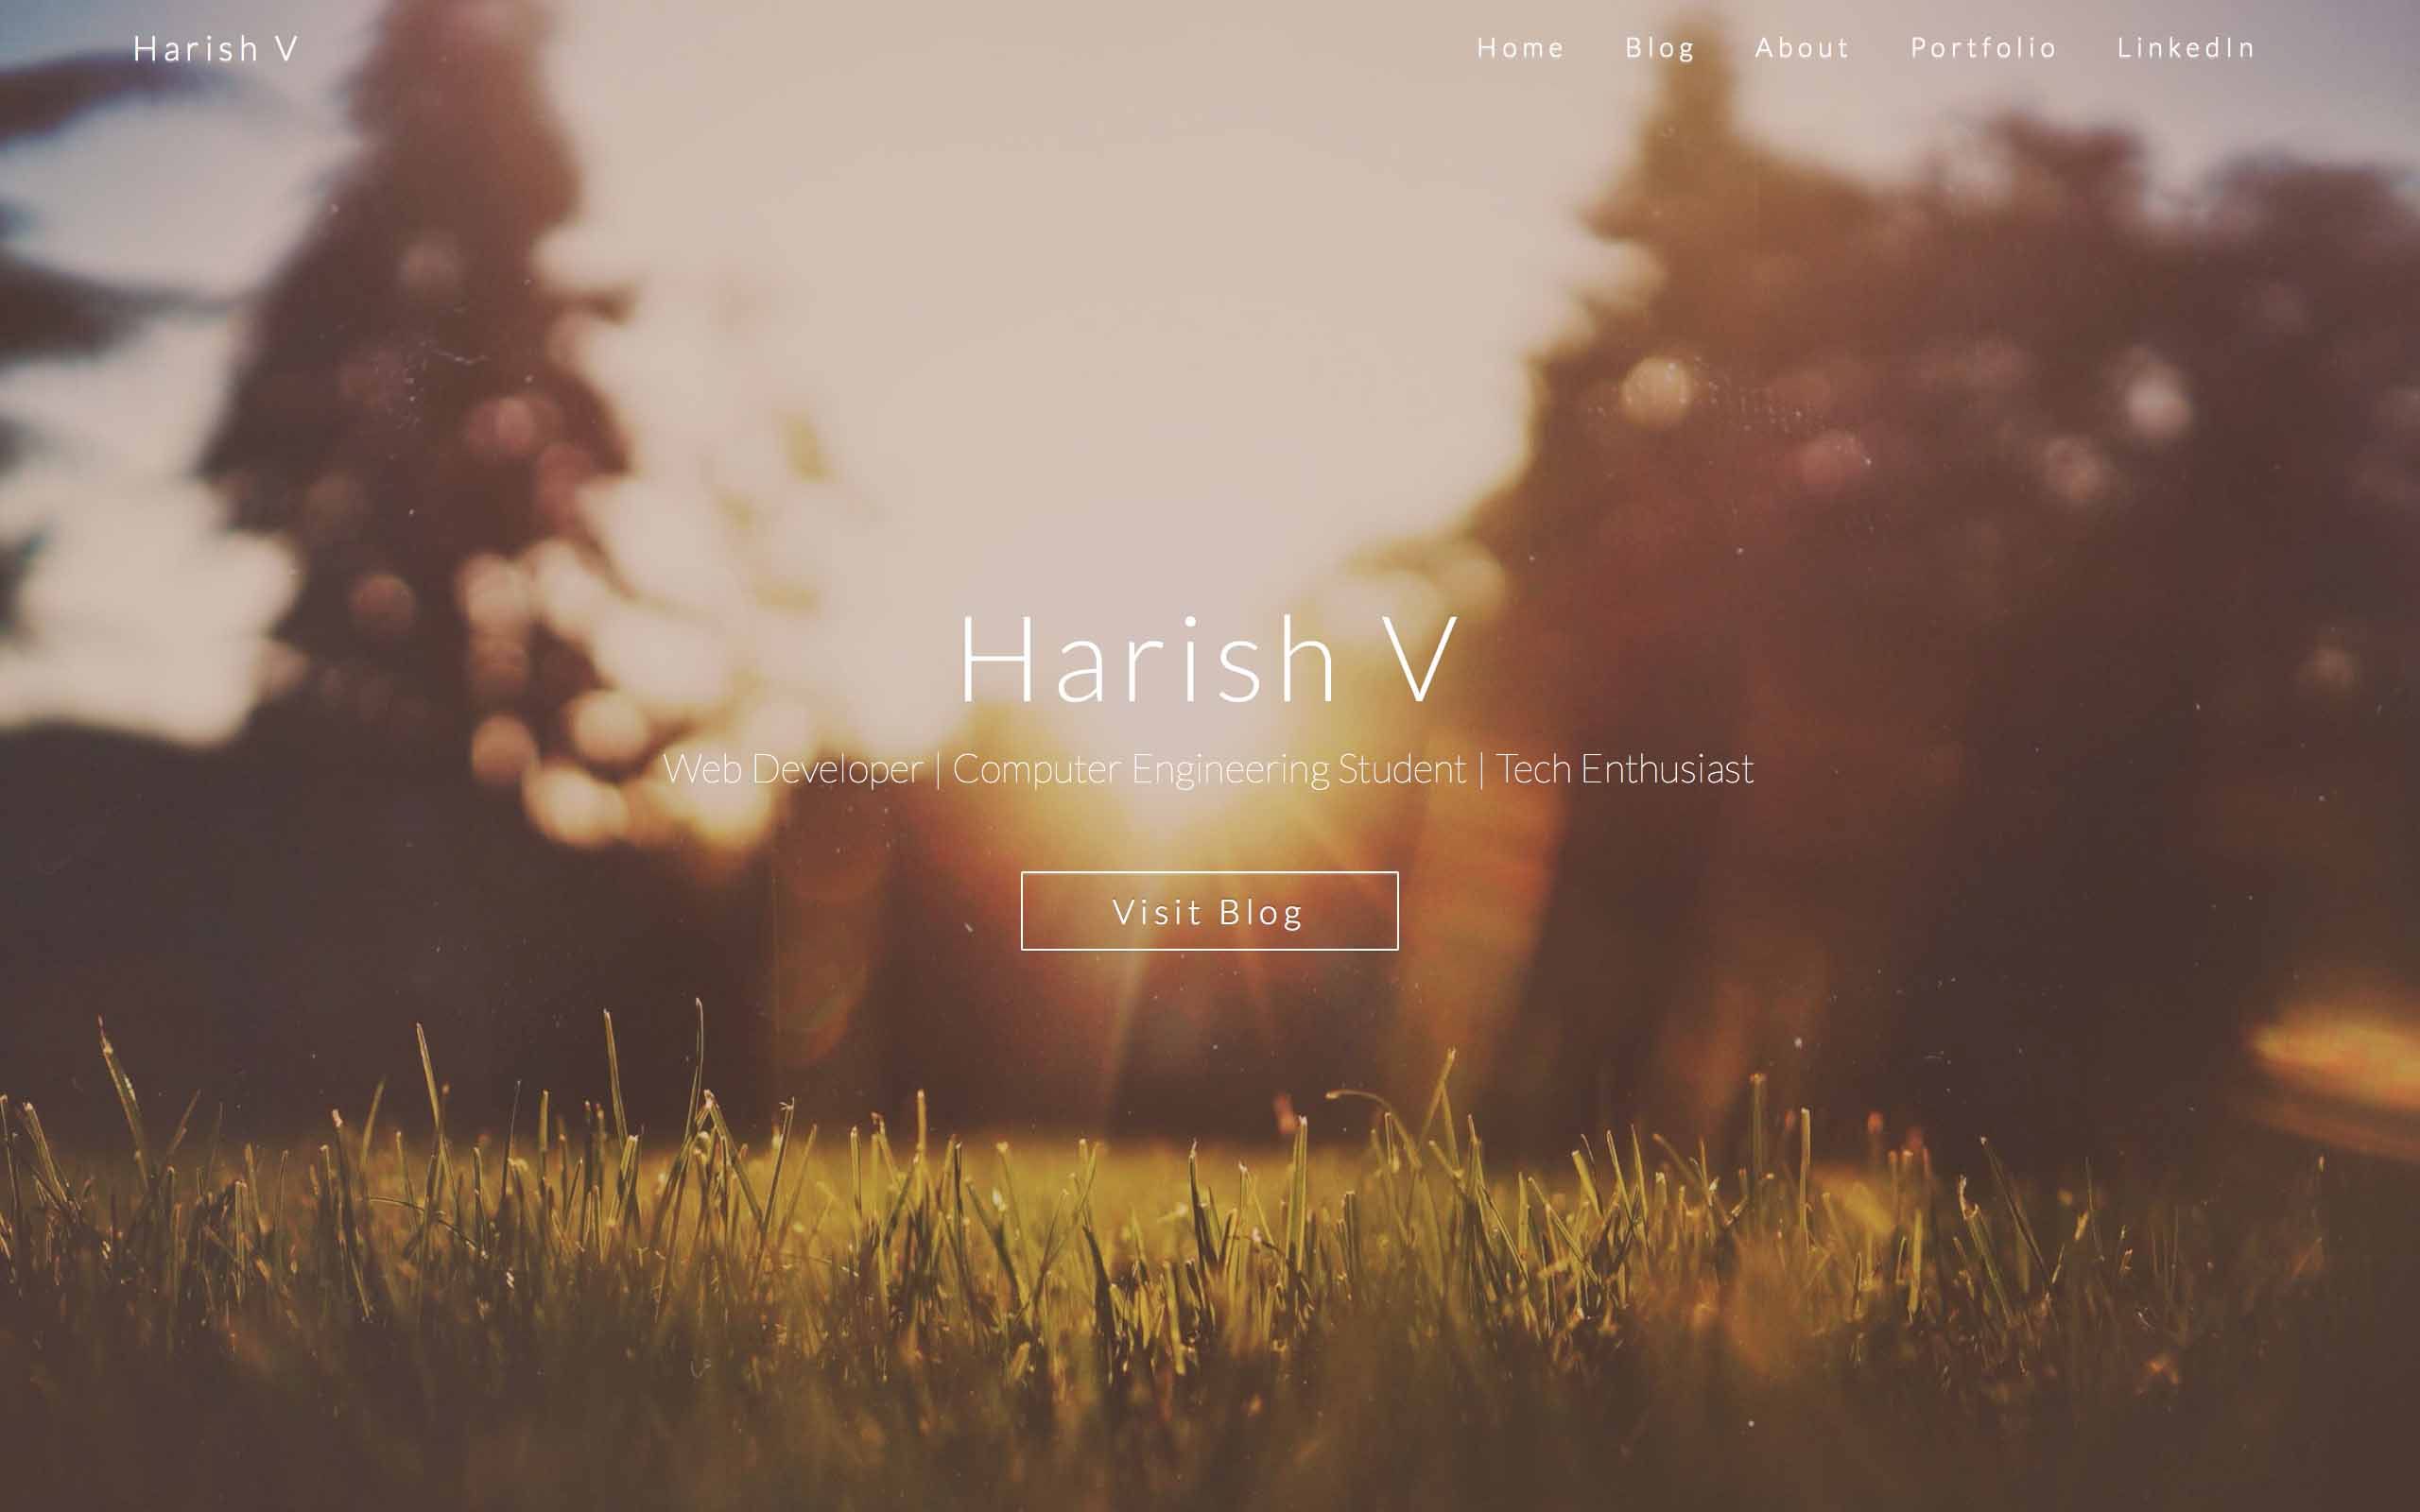 Harish V
Home Blog About Portfolio LinkedIn
Harish V
Web Developer | Computer Engineering Student | Tech Enthusiast
Visit Blog